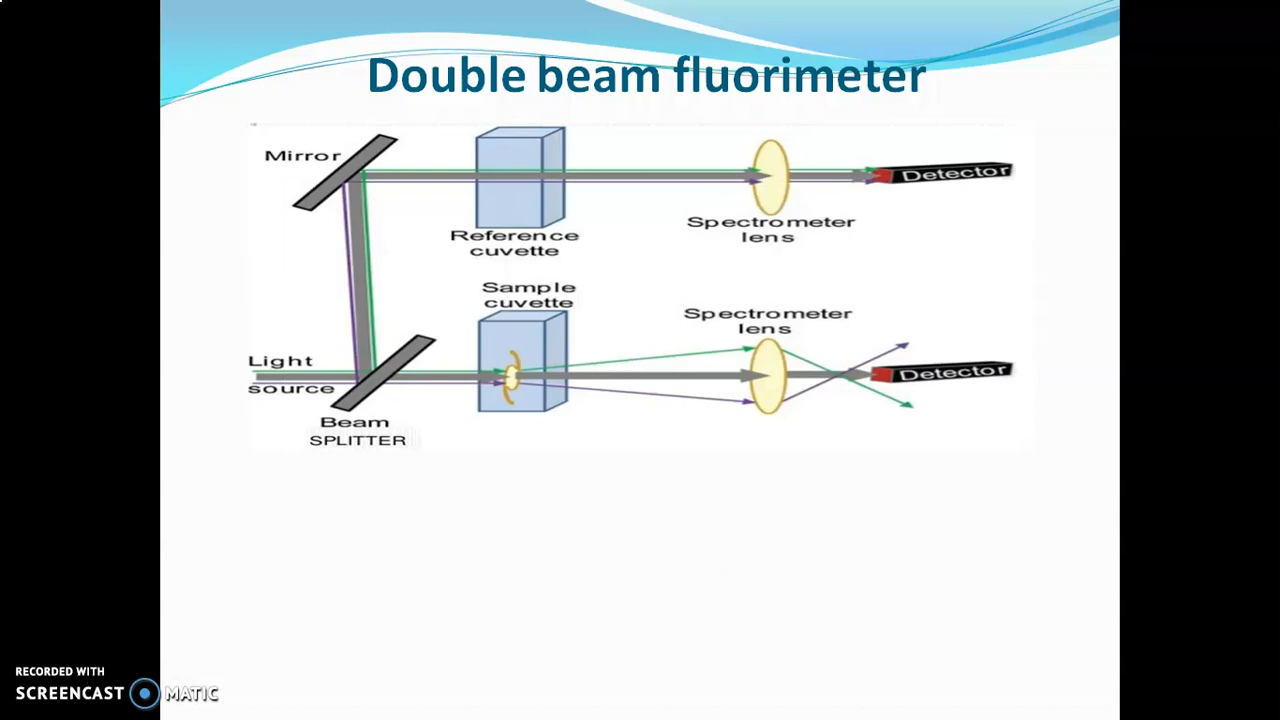 Double beam fluorimeter
Mirror
Detector
Spectrometer
lens
Reference
cuvette
Sample
cuvette
Spectrometer
lens
Light
source
Detector
Beam
SPLITTER
RECORDED WITH
SCREENCAST MATIC